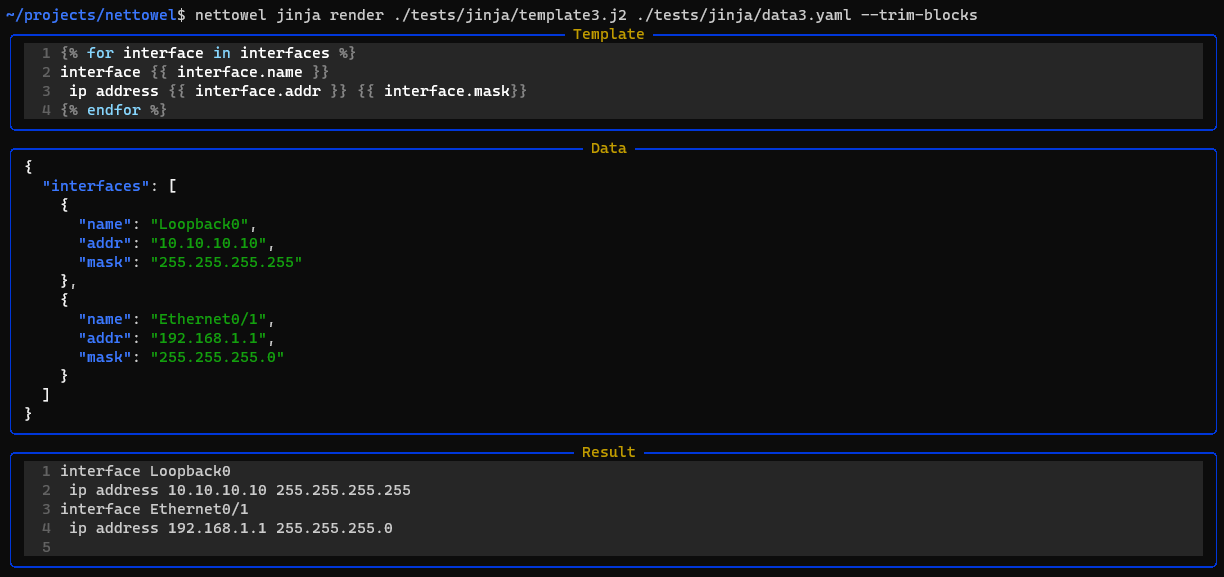 ~/projects/nettowel$ nettowel jinja render ./tests/jinja/template3.j2 ./tests/jinja/data3.yaml --trim-blocks
Template
1 {% for interface in interfaces %}
2 interface {{ interface.name }}
3  ip address {{ interface.addr }} {{ interface.mask}}
4 {% endfor %}
Data
{
  "interfaces": [
    {
      "name": "Loopback0",
      "addr": "10.10.10.10",
      "mask": "255.255.255.255"
    },
    {
      "name": "Ethernet0/1",
      "addr": "192.168.1.1",
      "mask": "255.255.255.0"
    }
  ]
}
Result
1 interface Loopback0
2  ip address 10.10.10.10 255.255.255.255
3 interface Ethernet0/1
4  ip address 192.168.1.1 255.255.255.0
5